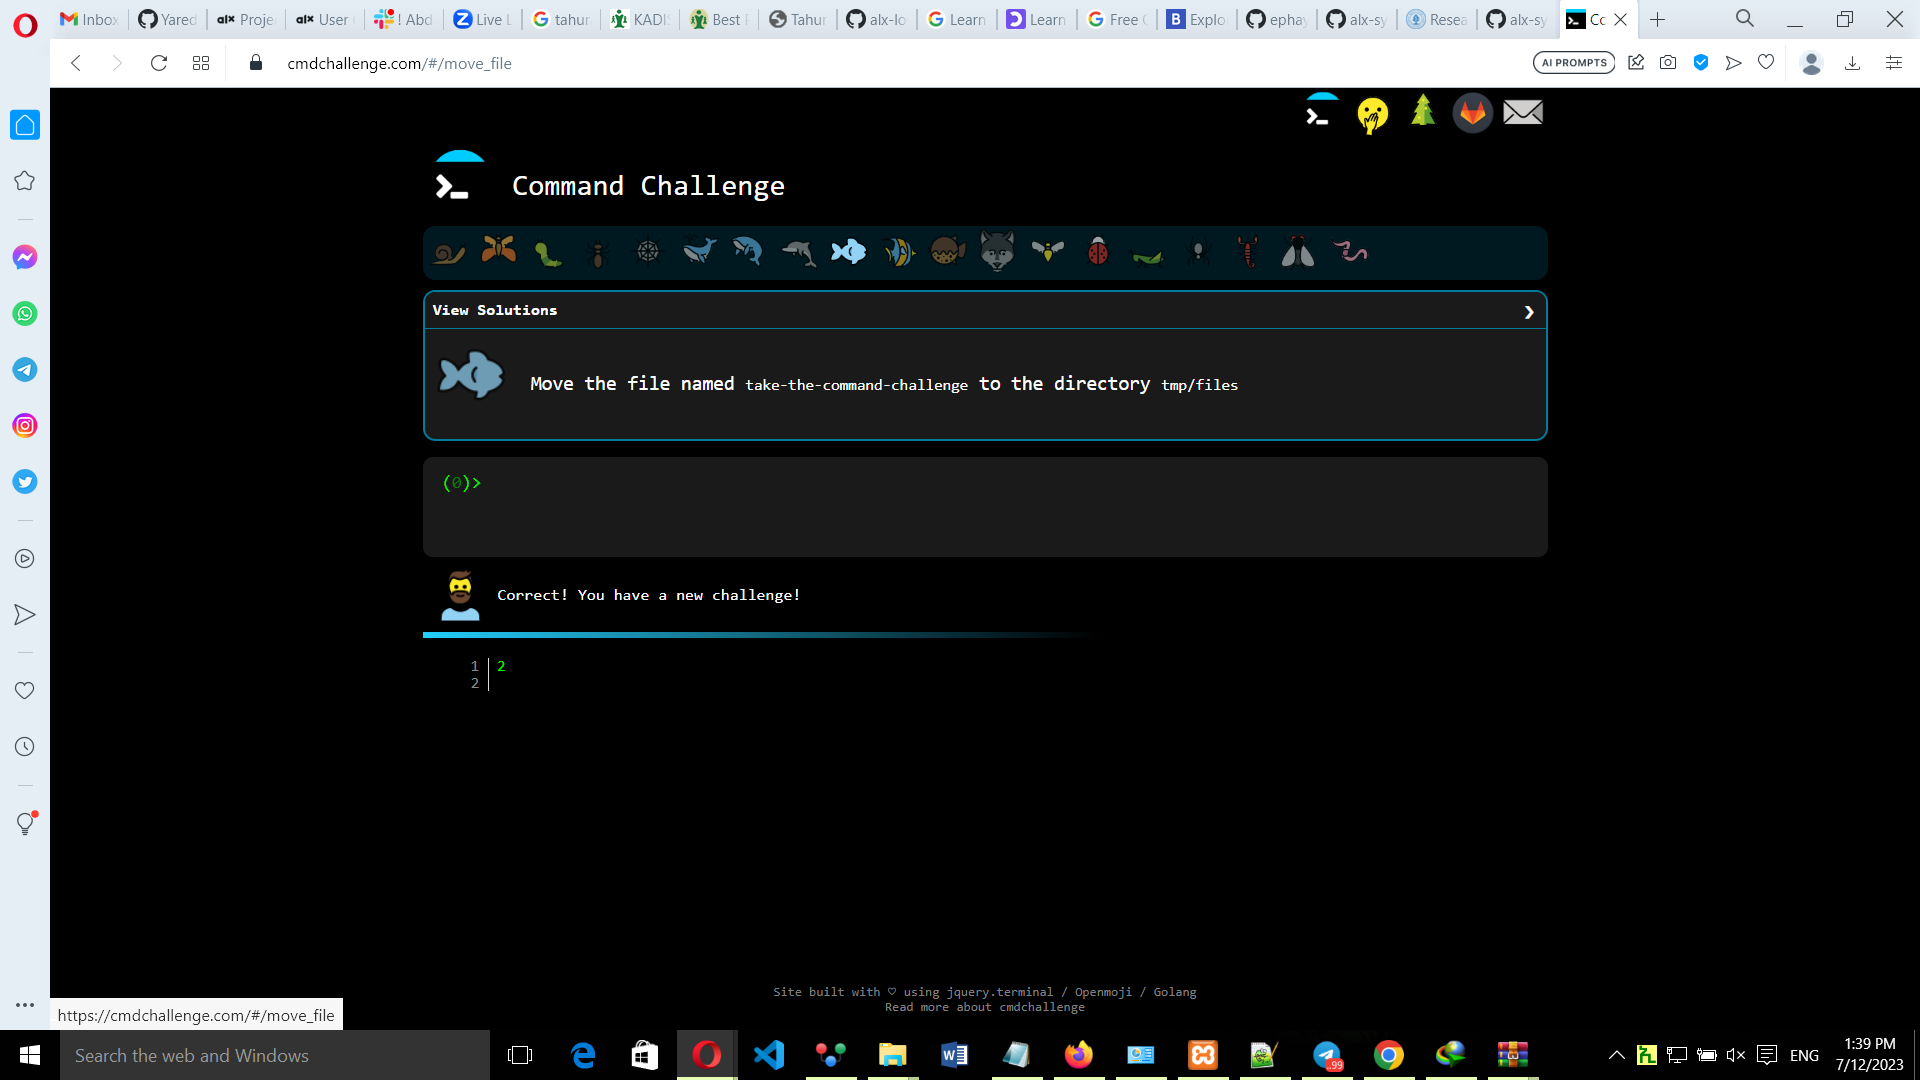 Inbox
Yared
alx Proje
alx User
! Abd
Live L
tahur
KADIS
Best P
Tahur
alx-lo
Learn
Learn
Free C
B Explo
ephay
alx-sy
Resea
alx-sy
Co
cmdchallenge.com/#/move_file
AI PROMPTS
Command Challenge
View Solutions
Move the file named take-the-command-challenge to the directory tmp/files
(0)>
Correct! You have a new challenge!
1 2
2
Site built with ♡ using jquery.terminal / Openmoji / Golang
Read more about cmdchallenge
https://cmdchallenge.com/#/move_file
Search the web and Windows
.99
ENG
1:39 PM
7/12/2023